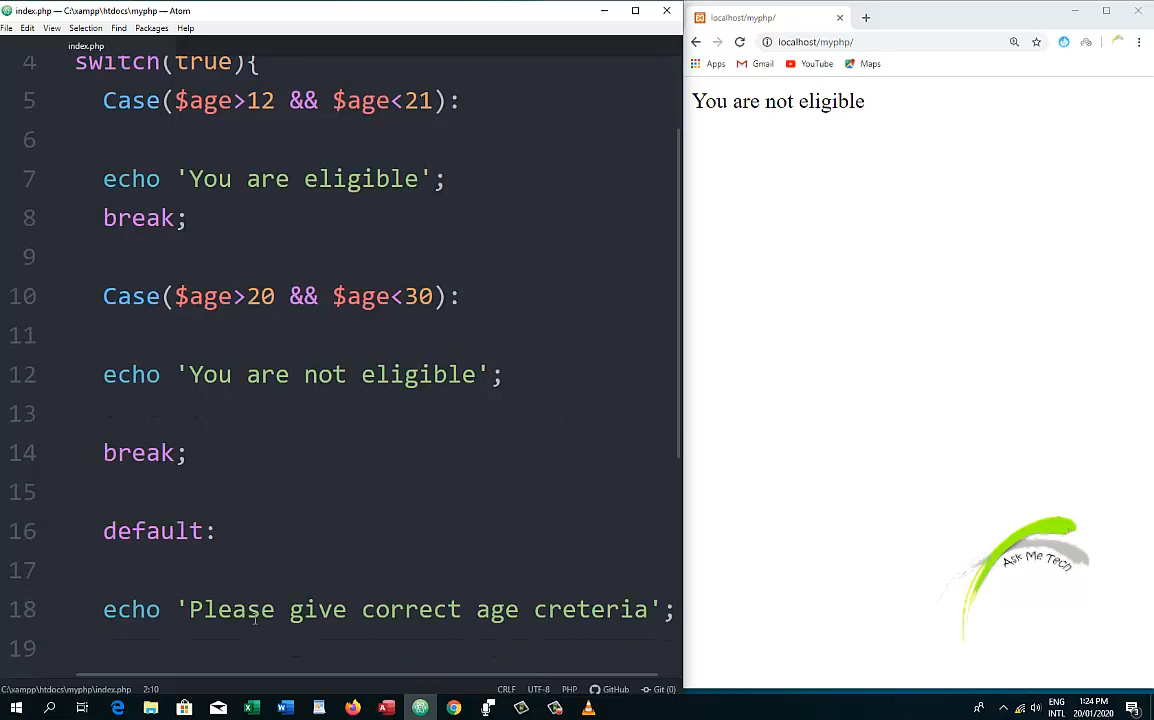 index.php — C:\xampp\htdocs\myphp — Atom
File Edit View Selection Find Packages Help
index.php
4 switch(true){
5 Case($age>12 && $age<21):
6
7 echo 'You are eligible';
8 break;
9
10 Case($age>20 && $age<30):
11
12 echo 'You are not eligible';
13
14 break;
15
16 default:
17
18 echo 'Please give correct age creteria';
19
C:\xampp\htdocs\myphp\index.php 2:10 CRLF UTF-8 PHP GitHub Git (0)
localhost/myphp/
localhost/myphp/
Apps Gmail YouTube Maps
You are not eligible
Ask Me Tech
ENG
INTL
1:24 PM
20/01/2020
3